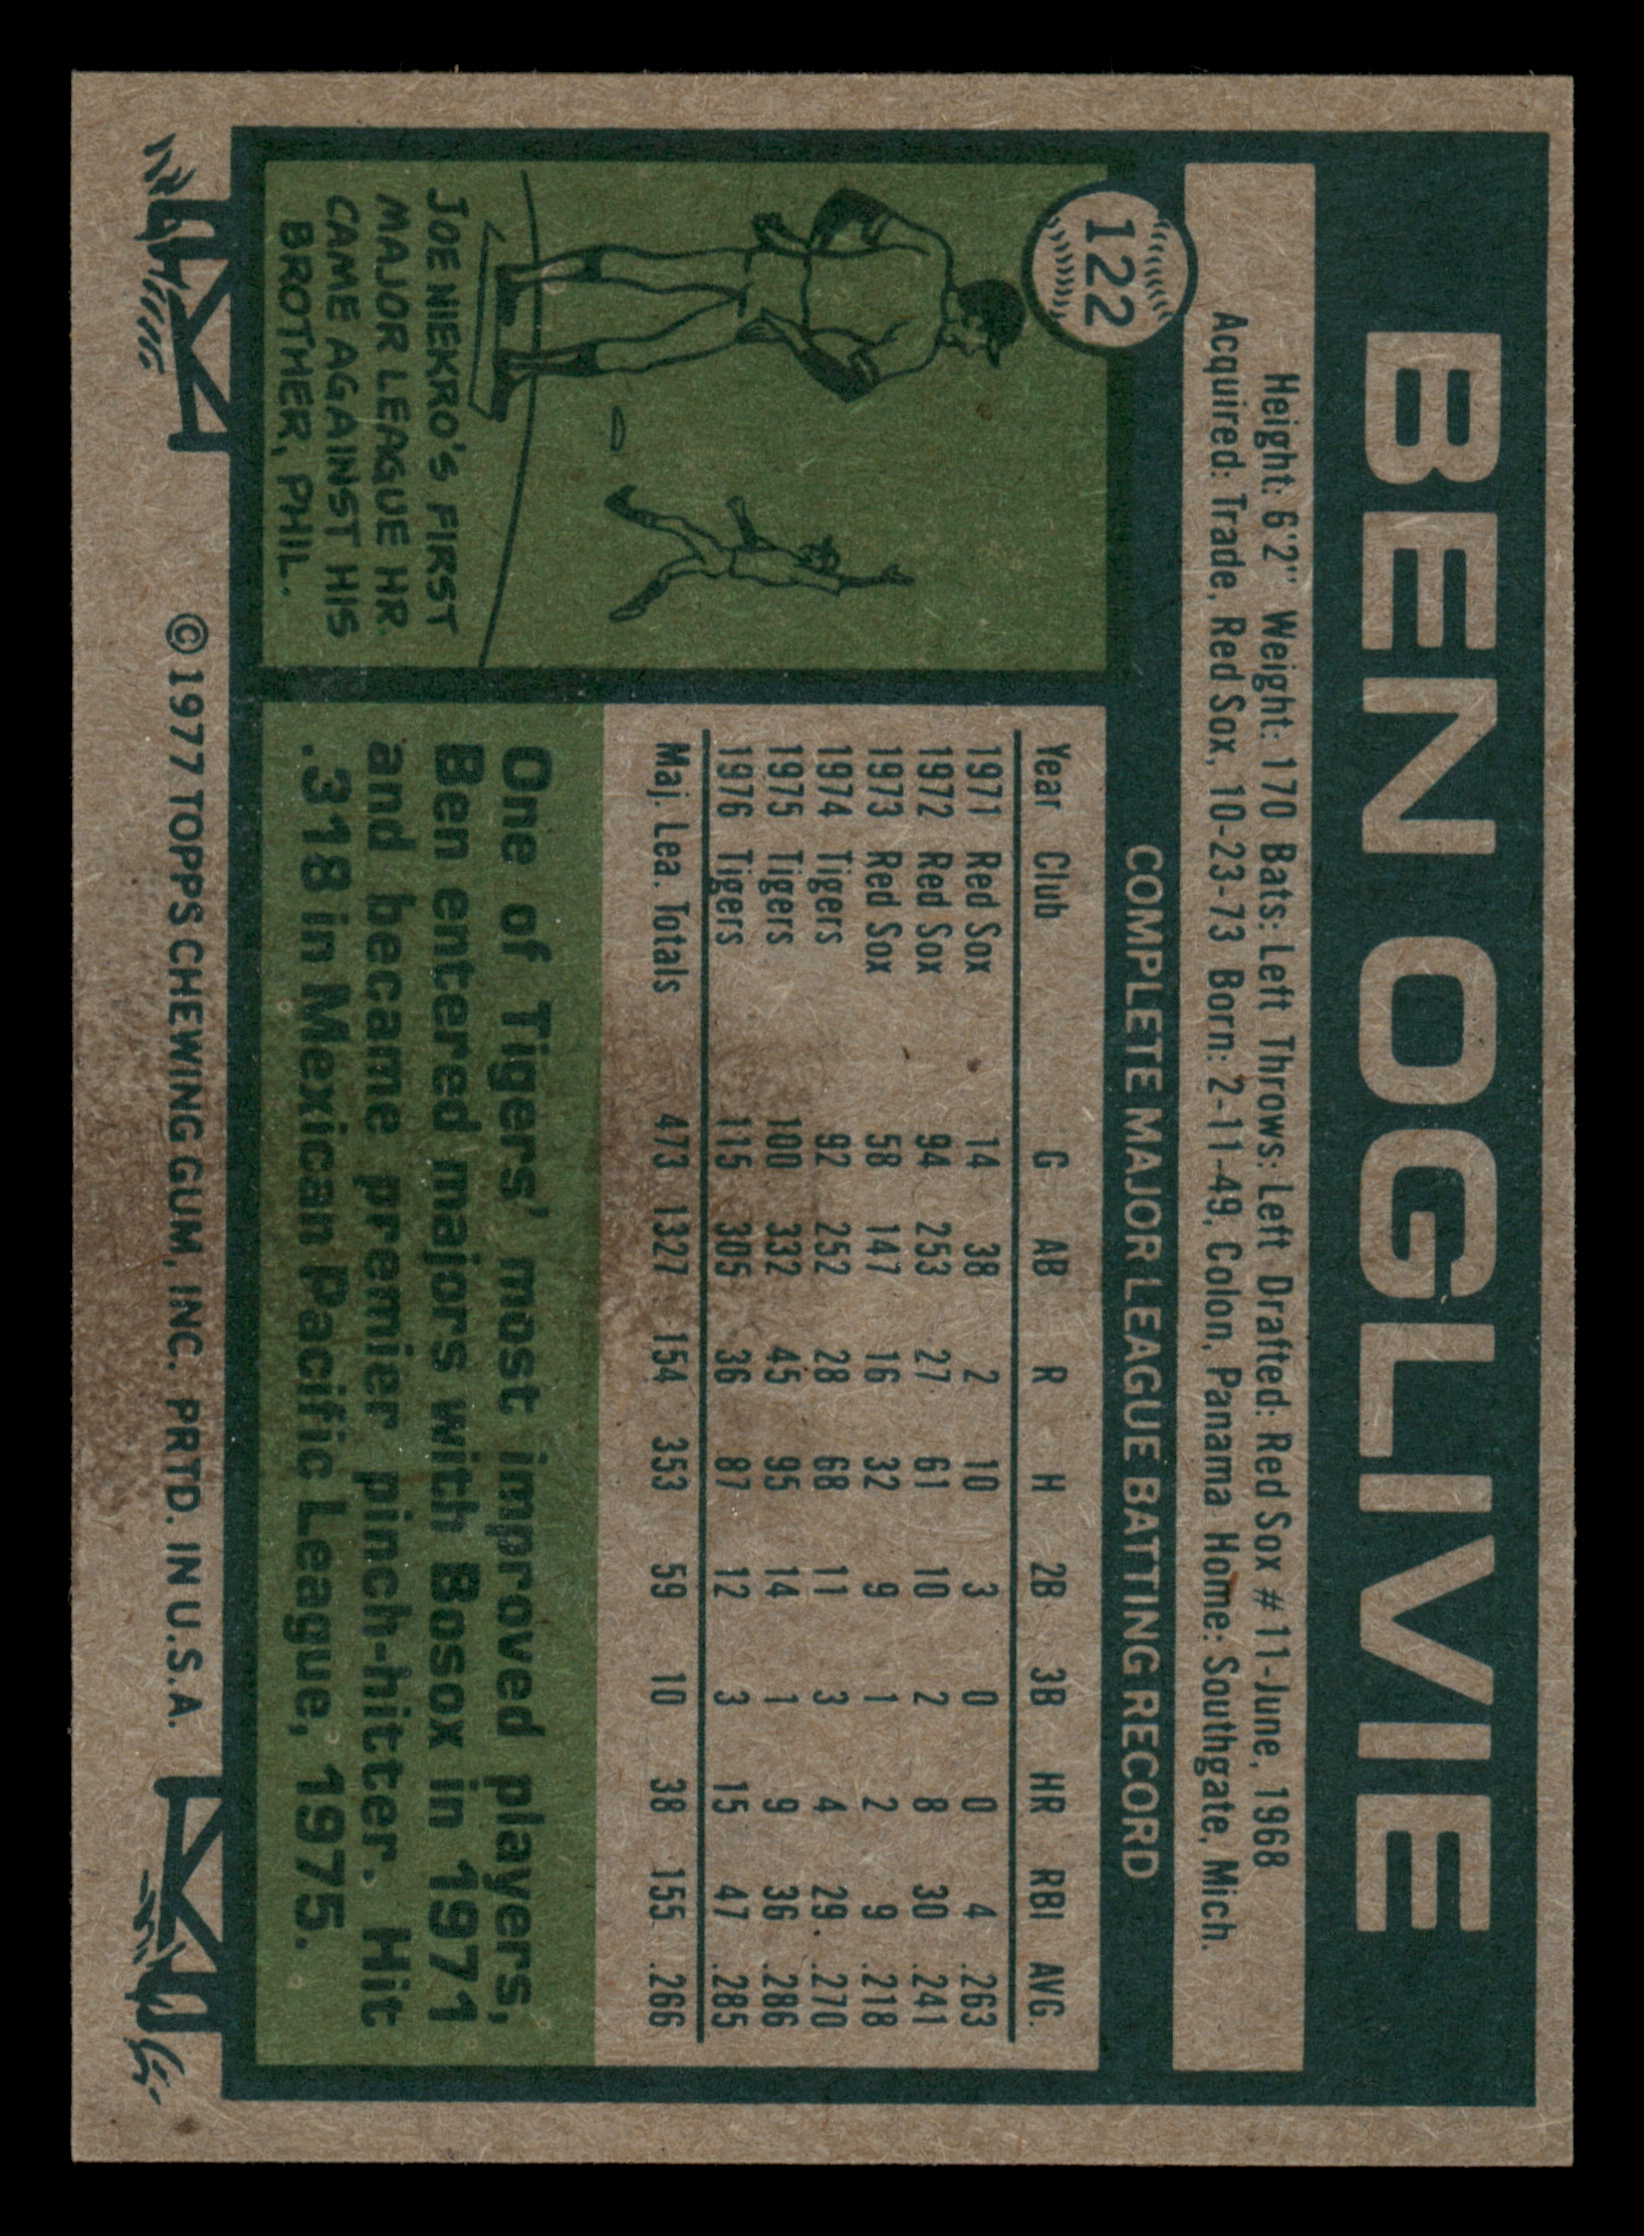 BEN OGLIVIE
Height: 6'2" Weight: 170 Bats: Left Throws: Left Drafted: Red Sox #11-June, 1968
Acquired: Trade, Red Sox, 10-23-73 Born: 2-11-49, Colon, Panama Home: Southgate, Mich.
122
COMPLETE MAJOR LEAGUE BATTING RECORD
Year Club G AB R H 2B 3B HR RBI AVG.
1971 Red Sox 14 38 2 10 3 0 0 4 .263
1972 Red Sox 94 253 27 61 10 2 8 30 .241
1973 Red Sox 58 147 16 32 9 1 2 9 .218
1974 Tigers 92 252 28 68 11 3 4 29 .270
1975 Tigers 100 332 45 95 14 1 9 36 .286
1976 Tigers 115 305 36 87 12 3 15 47 .285
Maj. Lea. Totals 473 1327 154 353 59 10 38 155 .266
JOE NIEKRO'S FIRST
MAJOR LEAGUE HR
CAME AGAINST HIS
BROTHER, PHIL.
One of Tigers' most improved players,
Ben entered majors with Bosox in 1971
and became premier pinch-hitter. Hit
.318 in Mexican Pacific League, 1975.
©1977 TOPPS CHEWING GUM, INC. PRTD. IN U.S.A.